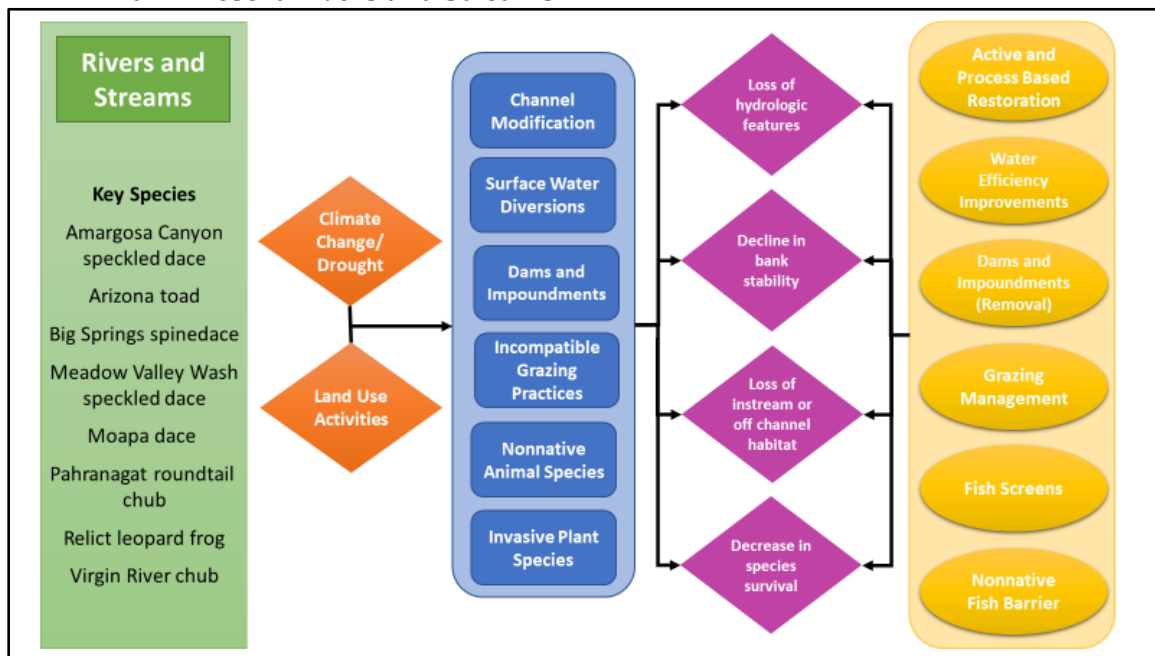 Rivers and
Streams
Key Species
Amargosa Canyon
speckled dace
Arizona toad
Big Springs spinedace
Meadow Valley Wash
speckled dace
Moapa dace
Pahranagat roundtail
chub
Relict leopard frog
Virgin River chub
Climate
Change/
Drought
Land Use
Activities
Channel
Modification
Surface Water
Diversions
Dams and
Impoundments
Incompatible
Grazing
Practices
Nonnative
Animal Species
Invasive Plant
Species
Loss of
hydrologic
features
Decline in
bank
stability
Loss of
instream or
off channel
habitat
Decrease in
species
survival
Active and
Process Based
Restoration
Water
Efficiency
Improvements
Dams and
Impoundments
(Removal)
Grazing
Management
Fish Screens
Nonnative
Fish Barrier